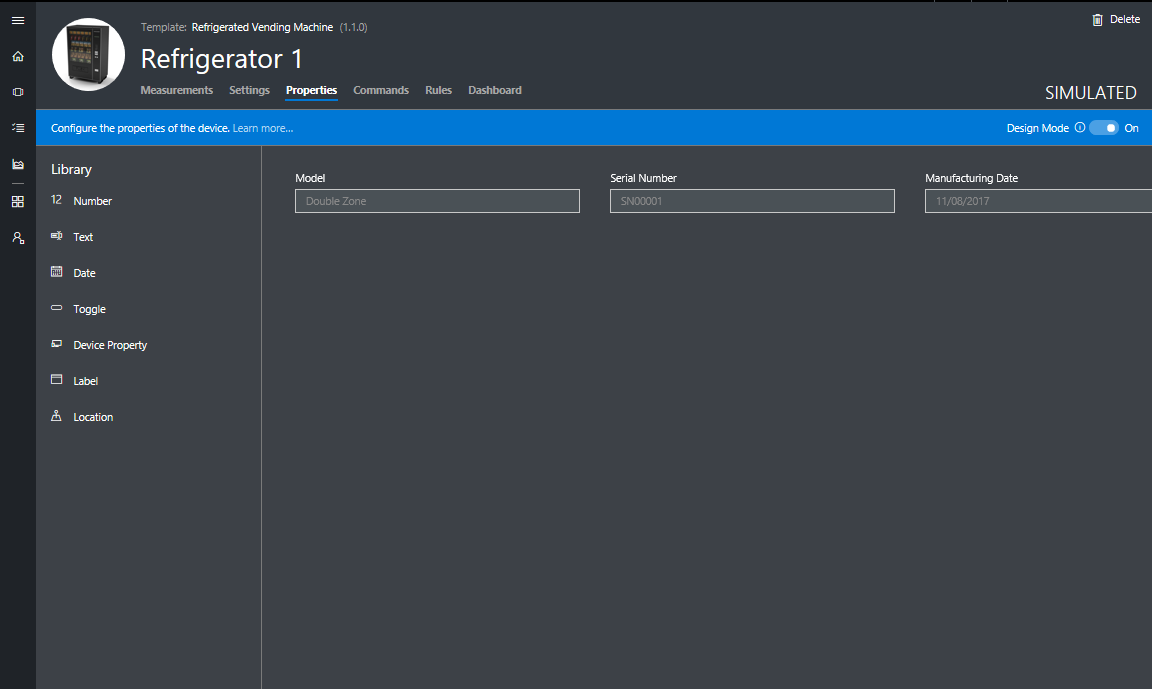 Template: Refrigerated Vending Machine (1.1.0)
Delete
Refrigerator 1
Measurements Settings Properties Commands Rules Dashboard
SIMULATED
Configure the properties of the device. Learn more...
Design Mode On
Library
12 Number
Text
Date
Toggle
Device Property
Label
Location
Model Serial Number Manufacturing Date
Double Zone SN00001 11/08/2017